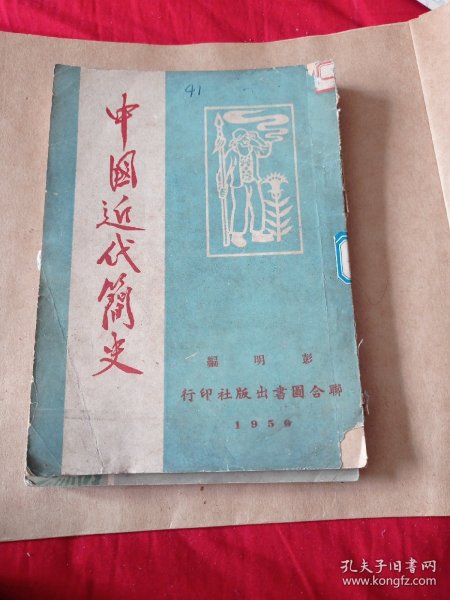 中國近代簡史
41
彭明編
聯合圖書出版社印行
1950
孔夫子旧书网
www.kongfz.com